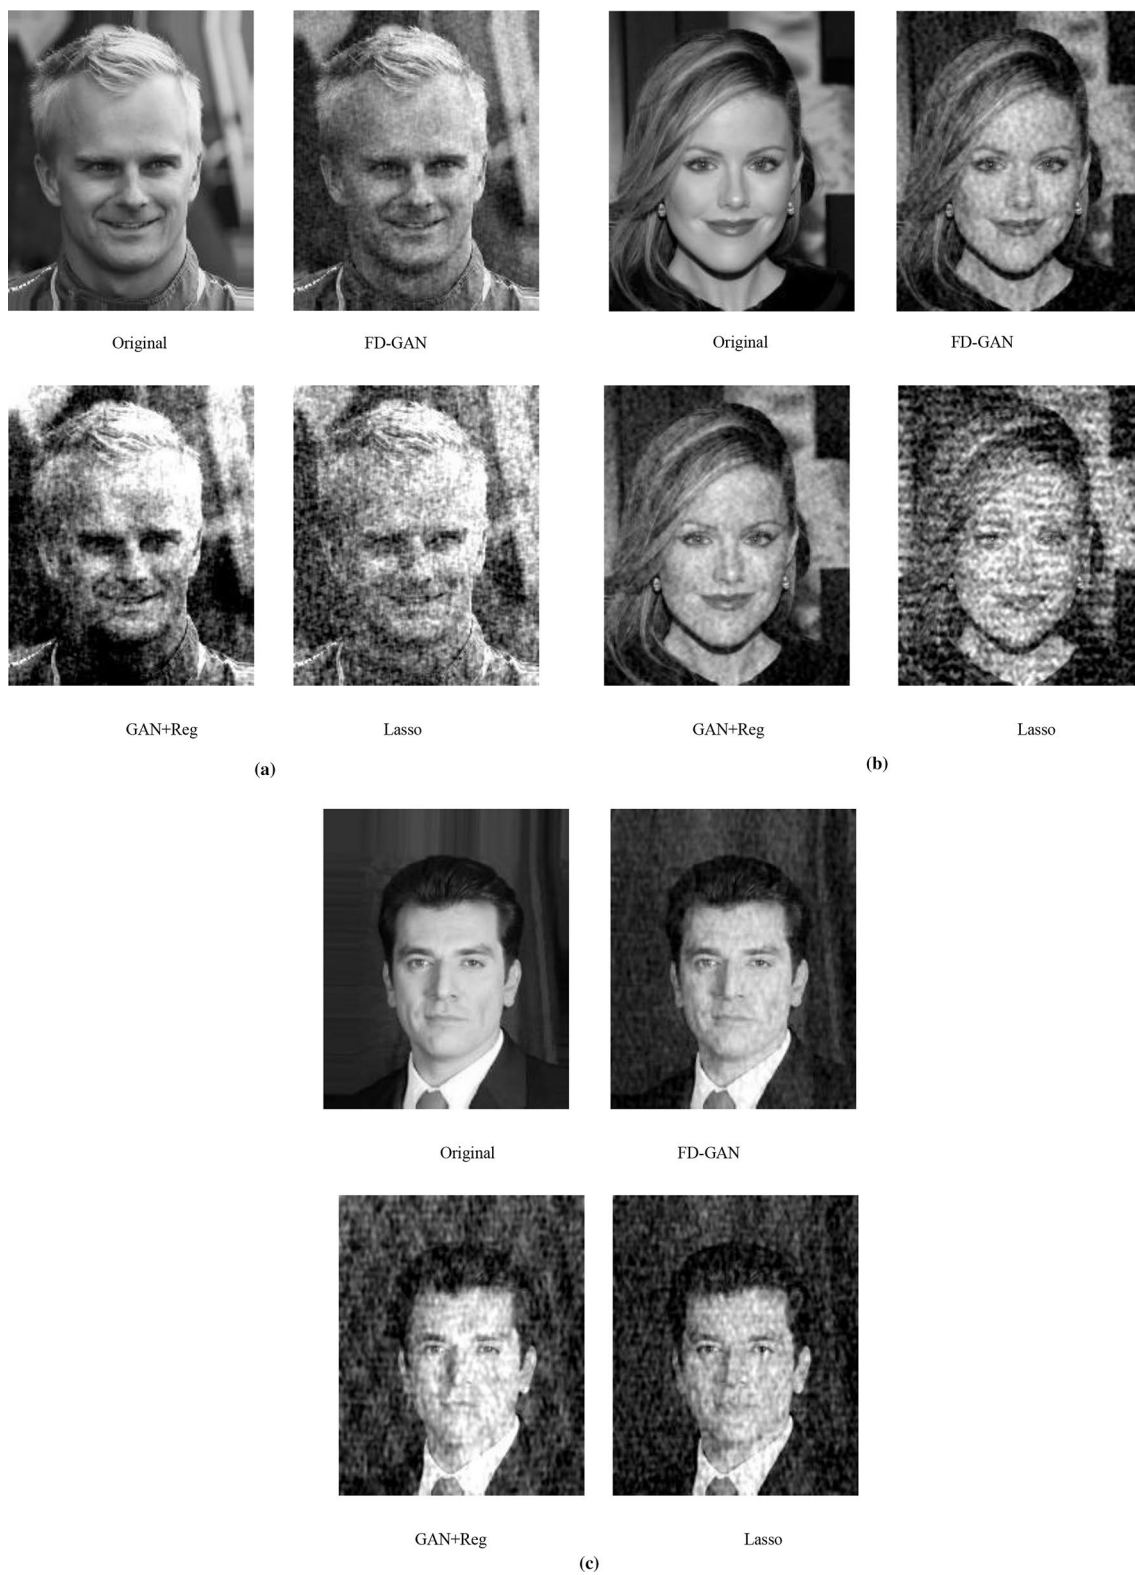 Original FD-GAN
GAN+Reg Lasso
(a)
Original FD-GAN
GAN+Reg Lasso
(b)
Original FD-GAN
GAN+Reg Lasso
(c)